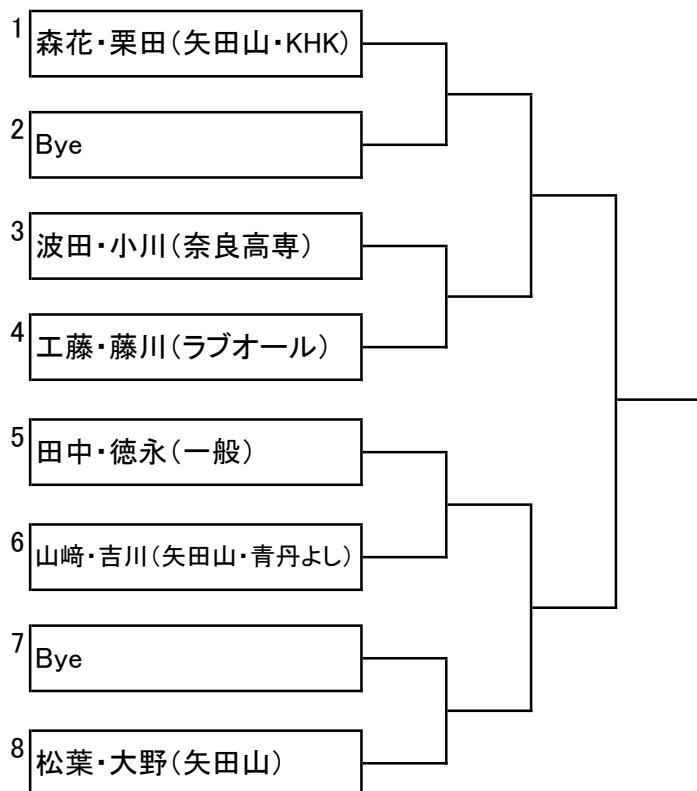 1 森花・栗田(矢田山・KHK)
2 Bye
3 波田・小川(奈良高専)
4 工藤・藤川(ラブオール)
5 田中・徳永(一般)
6 山﨑・吉川(矢田山・青丹よし)
7 Bye
8 松葉・大野(矢田山)